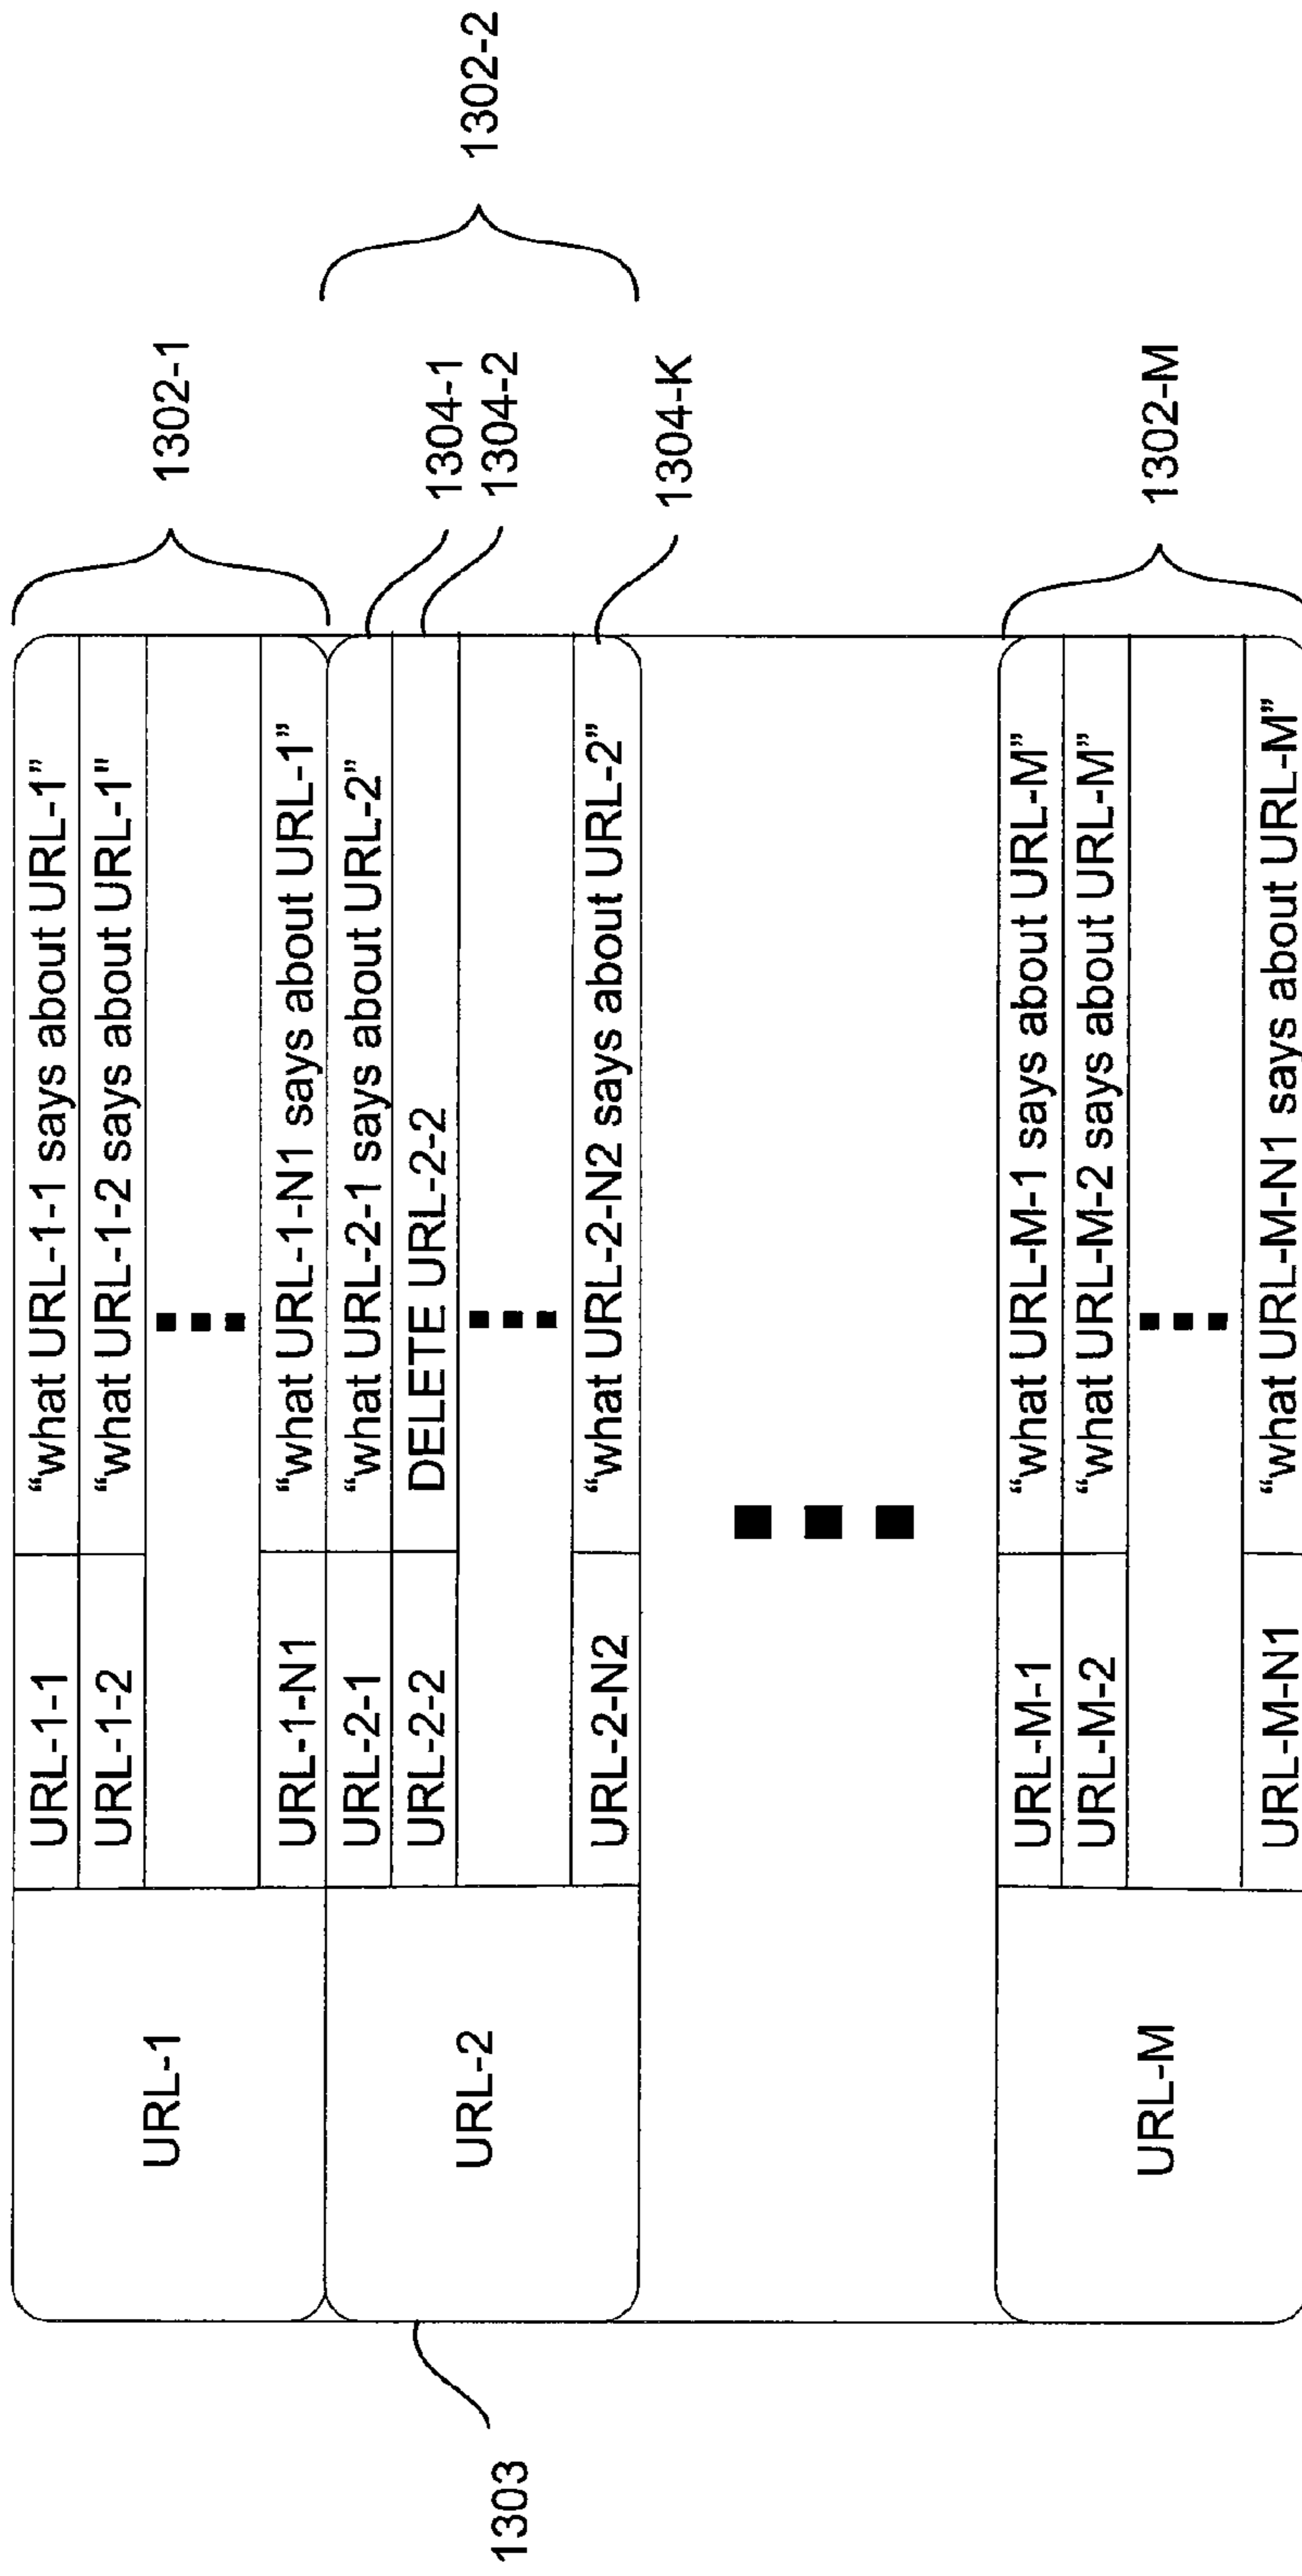 URL-1
URL-1-1
“what URL-1-1 says about URL-1”
URL-1-2
“what URL-1-2 says about URL-1"
URL-1-N1
“what URL-1-N1 says about URL-1”
1302-1
1303
URL-2
URL-2-1
“what URL-2-1 says about URL-2”
1304-1
URL-2-2
DELETE URL-2-2
1304-2
URL-2-N2
“what URL-2-N2 says about URL-2”
1304-K
1302-2
URL-M
URL-M-1
“what URL-M-1 says about URL-M”
URL-M-2
“what URL-M-2 says about URL-M”
URL-M-N1
“what URL-M-N1 says about URL-M”
1302-M